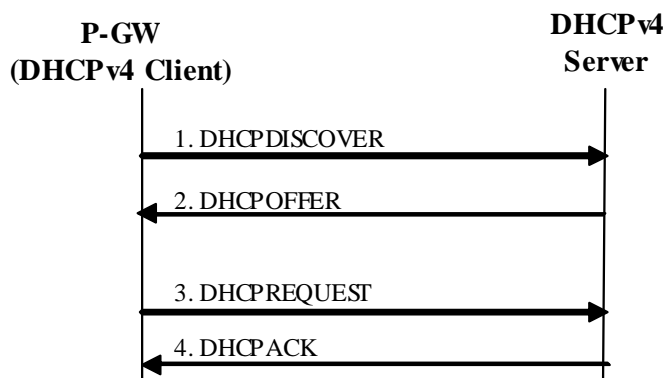 P-GW
(DHCPv4 Client)
DHCPv4
Server
1. DHCPDISCOVER
2. DHCPOFFER
3. DHCPREQUEST
4. DHCPACK